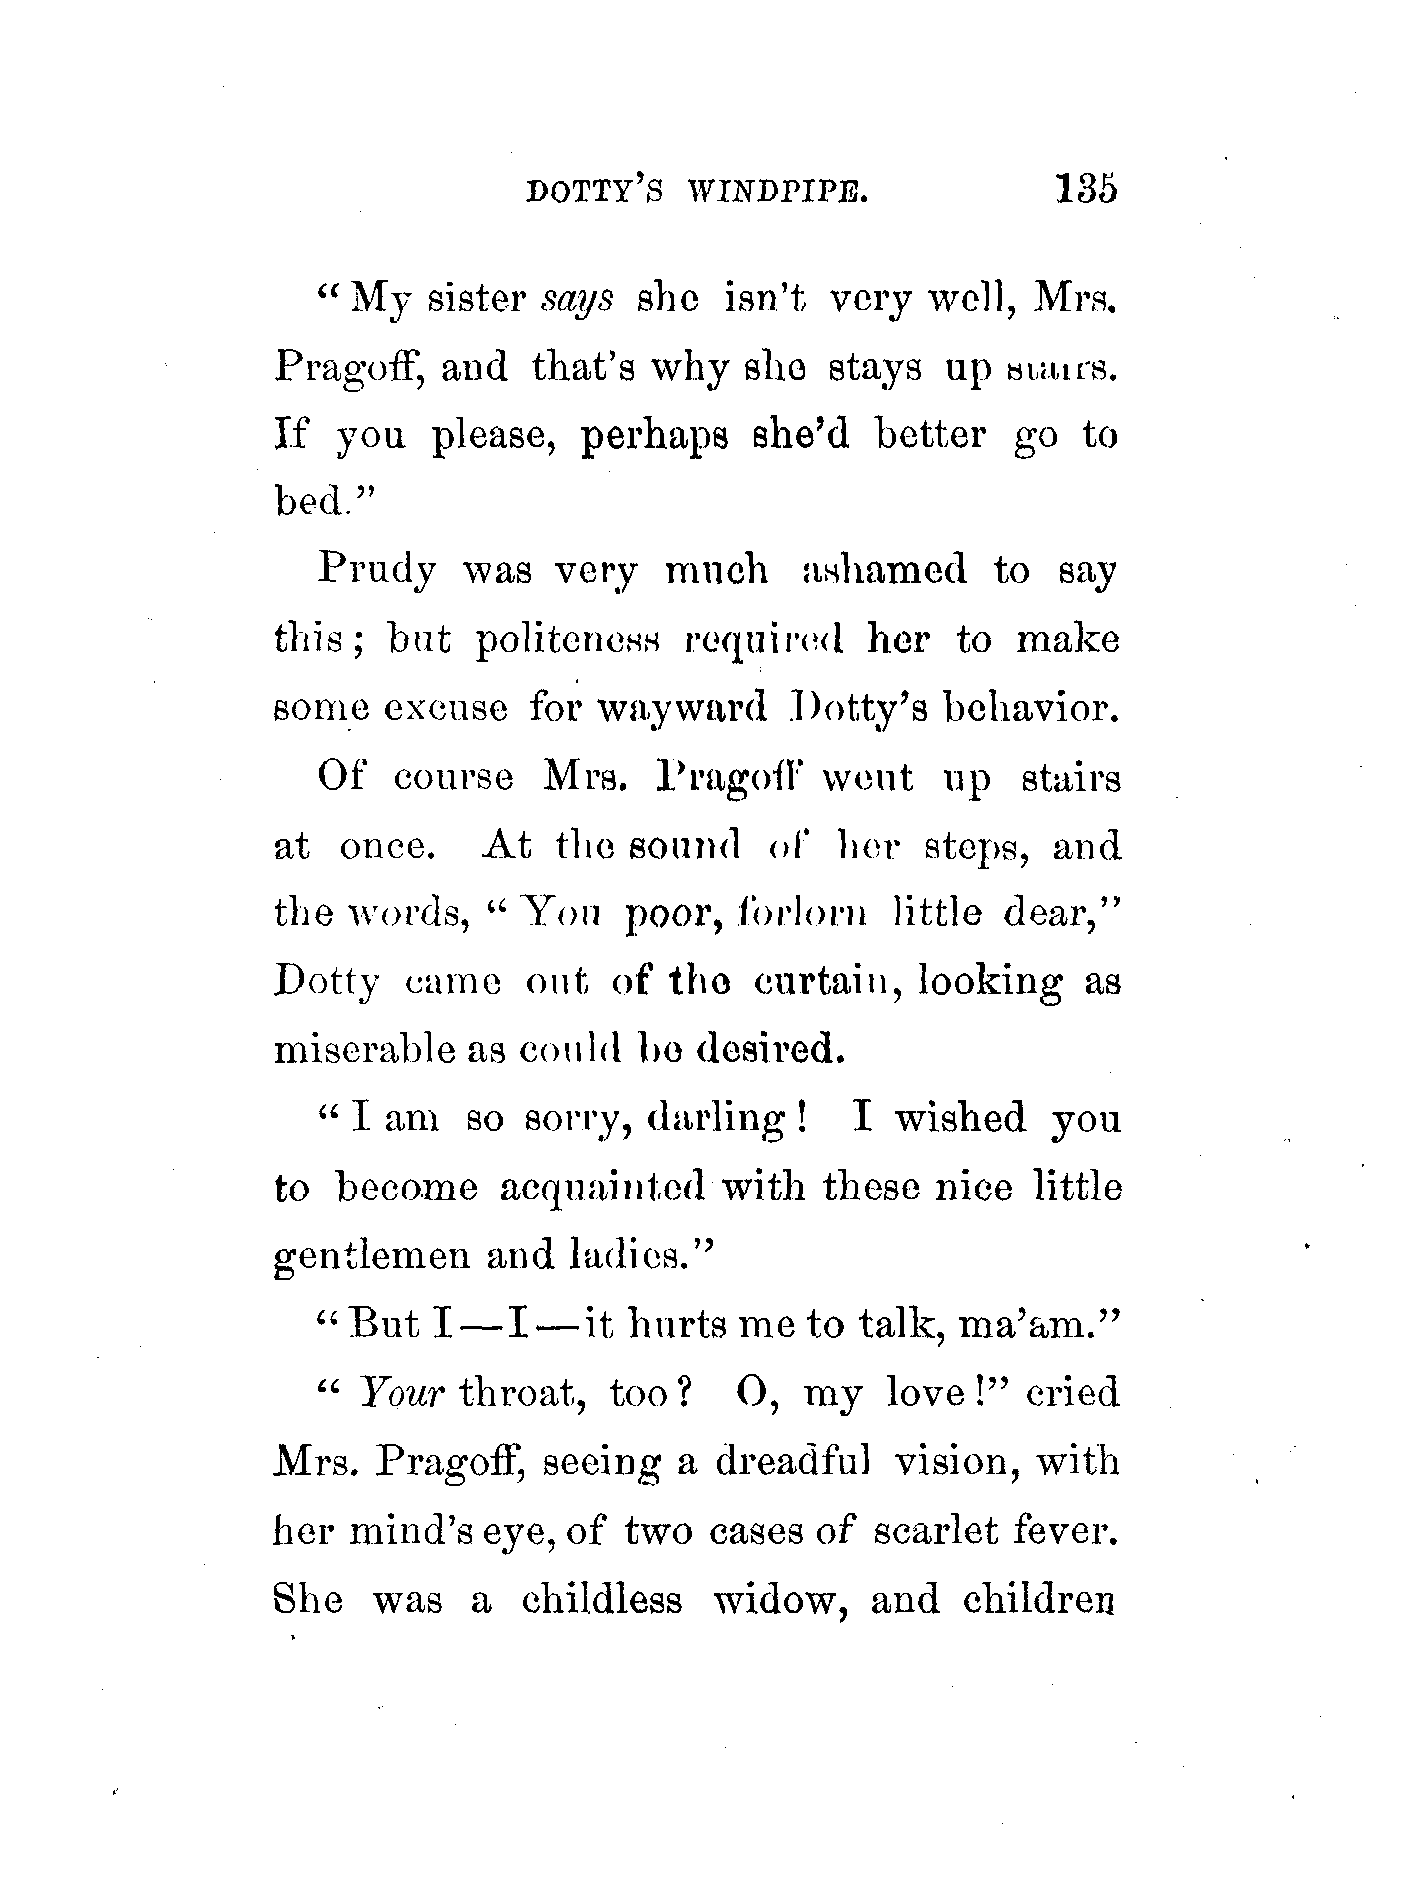 DOTTY'S WINDPIPE. 135
"My sister says she isn't very well, Mrs.
Pragoff, and that's why she stays up stairs.
If you please, perhaps she'd better go to
bed."
Prudy was very much ashamed to say
this; but politeness required her to make
some excuse for wayward Dotty's behavior.
Of course Mrs. Pragoff went up stairs
at once. At the sound of her steps, and
the words, "You poor, forlorn little dear,"
Dotty came out of the curtain, looking as
miserable as could be desired.
"I am so sorry, darling! I wished you
to become acquainted with these nice little
gentlemen and ladies."
"But I—I—it hurts me to talk, ma'am."
"Your throat, too? O, my love!" cried
Mrs. Pragoff, seeing a dreadful vision, with
her mind's eye, of two cases of scarlet fever.
She was a childless widow, and children